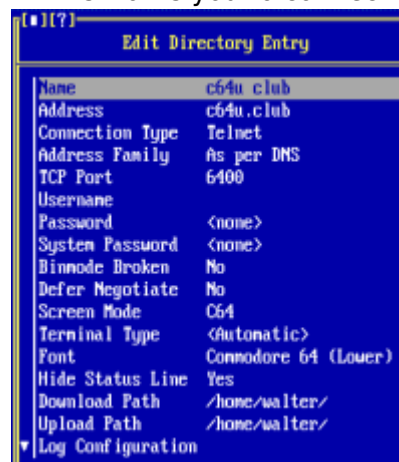 [■][?]
Edit Directory Entry
Name c64u club
Address c64u.club
Connection Type Telnet
Address Family As per DNS
TCP Port 6400
Username
Password <none>
System Password <none>
Binmode Broken No
Defer Negotiate No
Screen Mode C64
Terminal Type <Automatic>
Font Commodore 64 (Lower)
Hide Status Line Yes
Download Path /home/walter/
Upload Path /home/walter/
Log Configuration